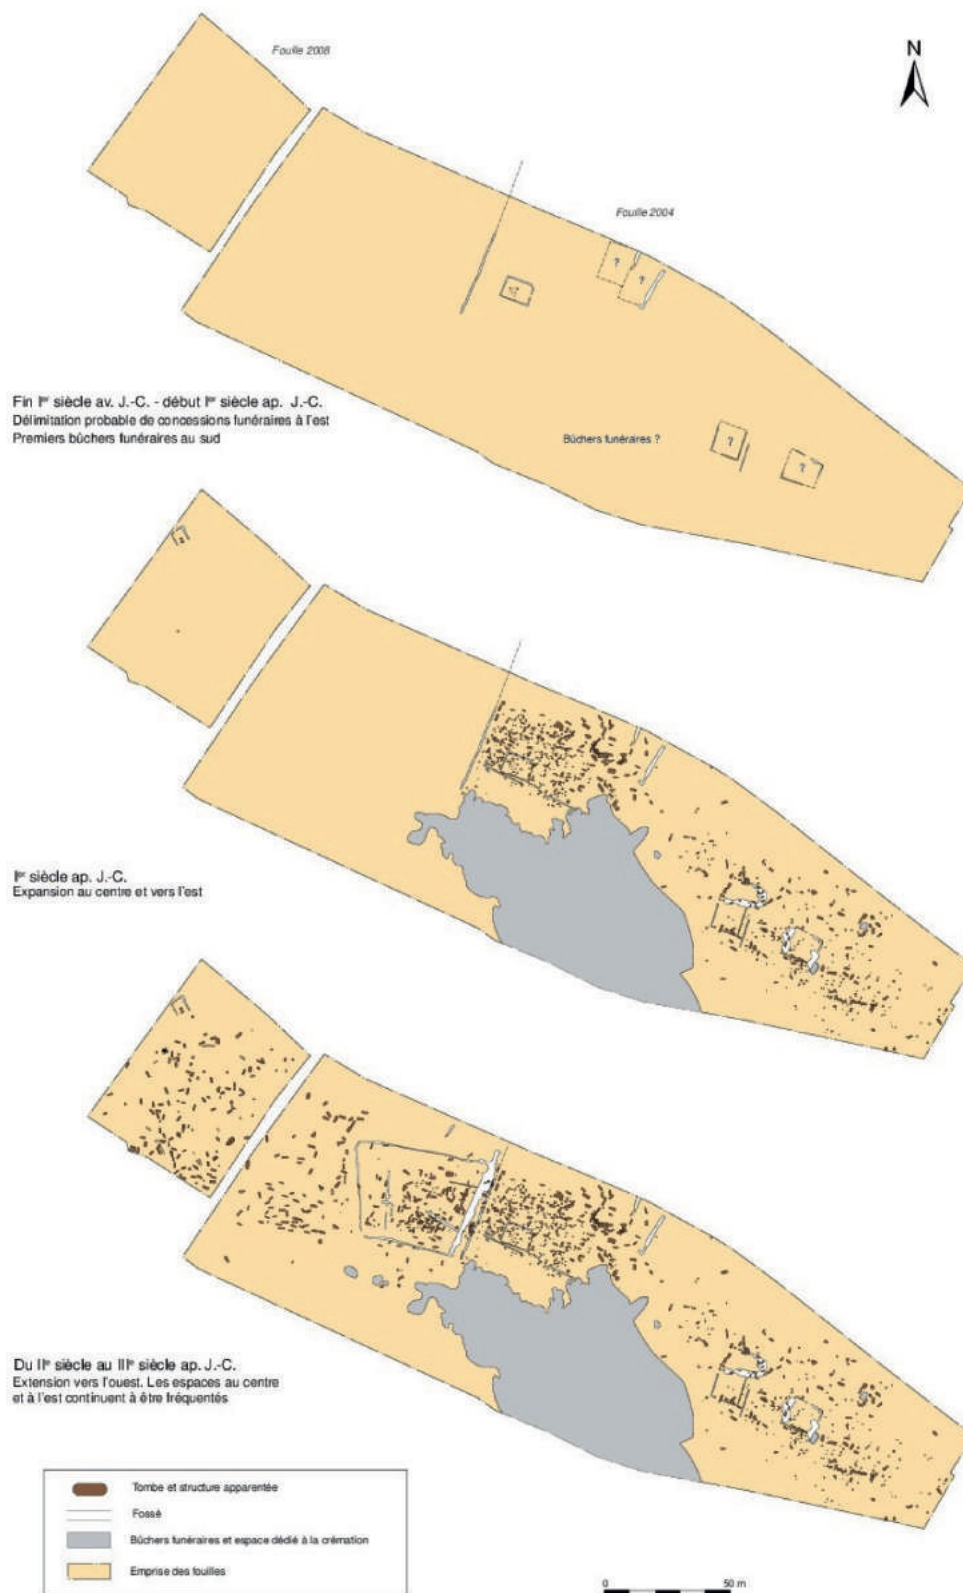 Fouille 2008
N
Fouille 2004
?
?
Fin Iᵉʳ siècle av. J.-C. - début Iᵉʳ siècle ap. J.-C.
Délimitation probable de concessions funéraires à l'est
Premiers bûchers funéraires au sud
Bûchers funéraires ?
?
?
Iᵉʳ siècle ap. J.-C.
Expansion au centre et vers l'est
Du IIᵉ siècle au IIIᵉ siècle ap. J.-C.
Extension vers l'ouest. Les espaces au centre
et à l'est continuent à être fréquentés
Tombe et structure apparentée
Fossé
Bûchers funéraires et espace dédié à la crémation
Emprise des fouilles
0 50 m